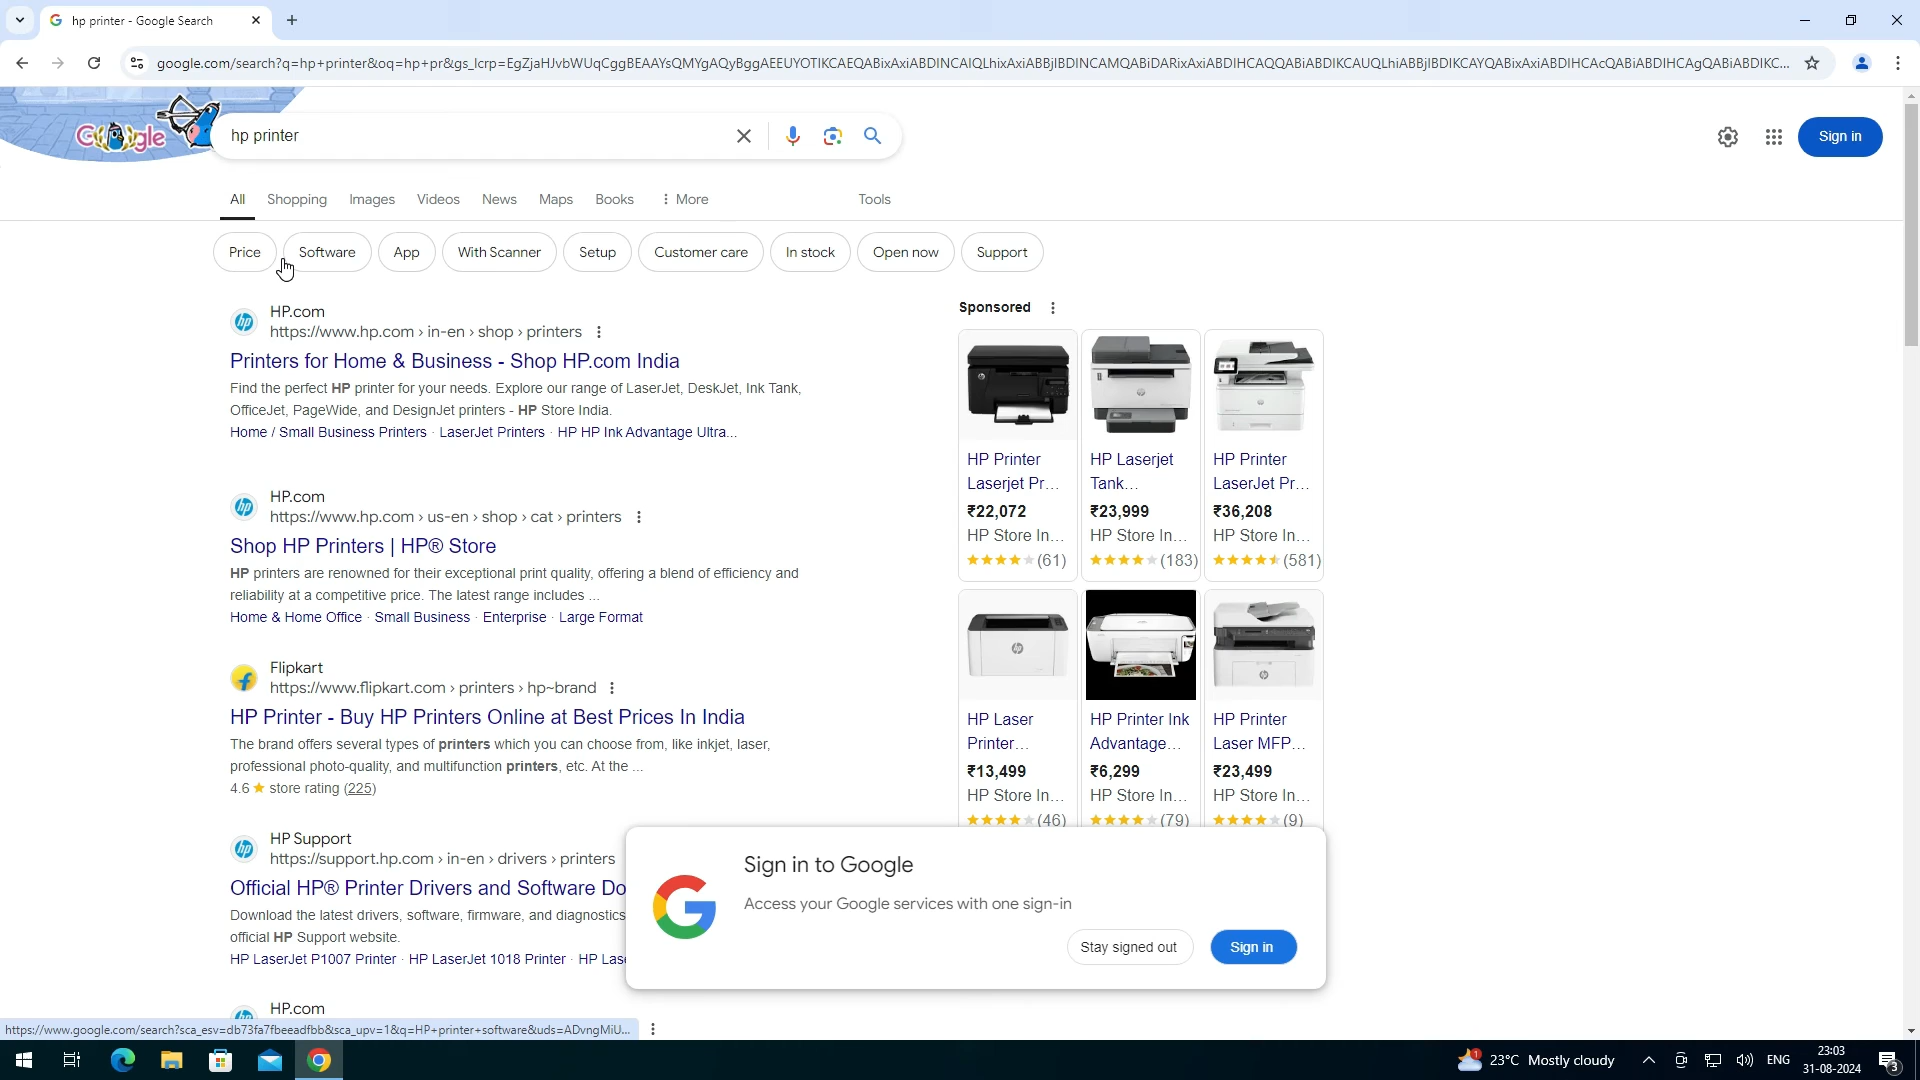 hp printer - Google Search
google.com/search?q=hp+printer&oq=hp+pr&gs_lcrp=EgZjaHJvbWUqCggBEAAYsQMYgAQyBggAEEUYOTIKCAEQABixAxiABDINCAIQLhixAxiABBjlBDINCAMQABiDARixAxiABDIHCAQQABiABDIKCAUQLhiABBjlBDIKCAYQABixAxiABDIHCAcQABiABDIHCAgQABiABDIKC...
Google
hp printer
Sign in
All Shopping Images Videos News Maps Books More Tools
Price Software App With Scanner Setup Customer care In stock Open now Support
HP.com
https://www.hp.com › in-en › shop › printers
Printers for Home & Business - Shop HP.com India
Find the perfect HP printer for your needs. Explore our range of LaserJet, DeskJet, Ink Tank,
OfficeJet, PageWide, and DesignJet printers - HP Store India.
Home / Small Business Printers · LaserJet Printers · HP HP Ink Advantage Ultra...
HP.com
https://www.hp.com › us-en › shop › cat › printers
Shop HP Printers | HP® Store
HP printers are renowned for their exceptional print quality, offering a blend of efficiency and
reliability at a competitive price. The latest range includes ...
Home & Home Office · Small Business · Enterprise · Large Format
Flipkart
https://www.flipkart.com › printers › hp~brand
HP Printer - Buy HP Printers Online at Best Prices In India
The brand offers several types of printers which you can choose from, like inkjet, laser,
professional photo-quality, and multifunction printers, etc. At the ...
4.6 ★ store rating (225)
HP Support
https://support.hp.com › in-en › drivers › printers
Official HP® Printer Drivers and Software Do
Download the latest drivers, software, firmware, and diagnostics
official HP Support website.
HP LaserJet P1007 Printer · HP LaserJet 1018 Printer · HP Lase
HP.com
Sponsored
HP Printer
Laserjet Pr...
₹22,072
HP Store In...
(61)
HP Laserjet
Tank...
₹23,999
HP Store In...
(183)
HP Printer
LaserJet Pr...
₹36,208
HP Store In...
(581)
HP Laser
Printer...
₹13,499
HP Store In...
(46)
HP Printer Ink
Advantage...
₹6,299
HP Store In...
(79)
HP Printer
Laser MFP...
₹23,499
HP Store In...
(9)
Sign in to Google
Access your Google services with one sign-in
Stay signed out Sign in
https://www.google.com/search?sca_esv=db73fa7fbeeadfbb&sca_upv=1&q=HP+printer+software&uds=ADvngMiU...
23°C Mostly cloudy
ENG
23:03
31-08-2024
3